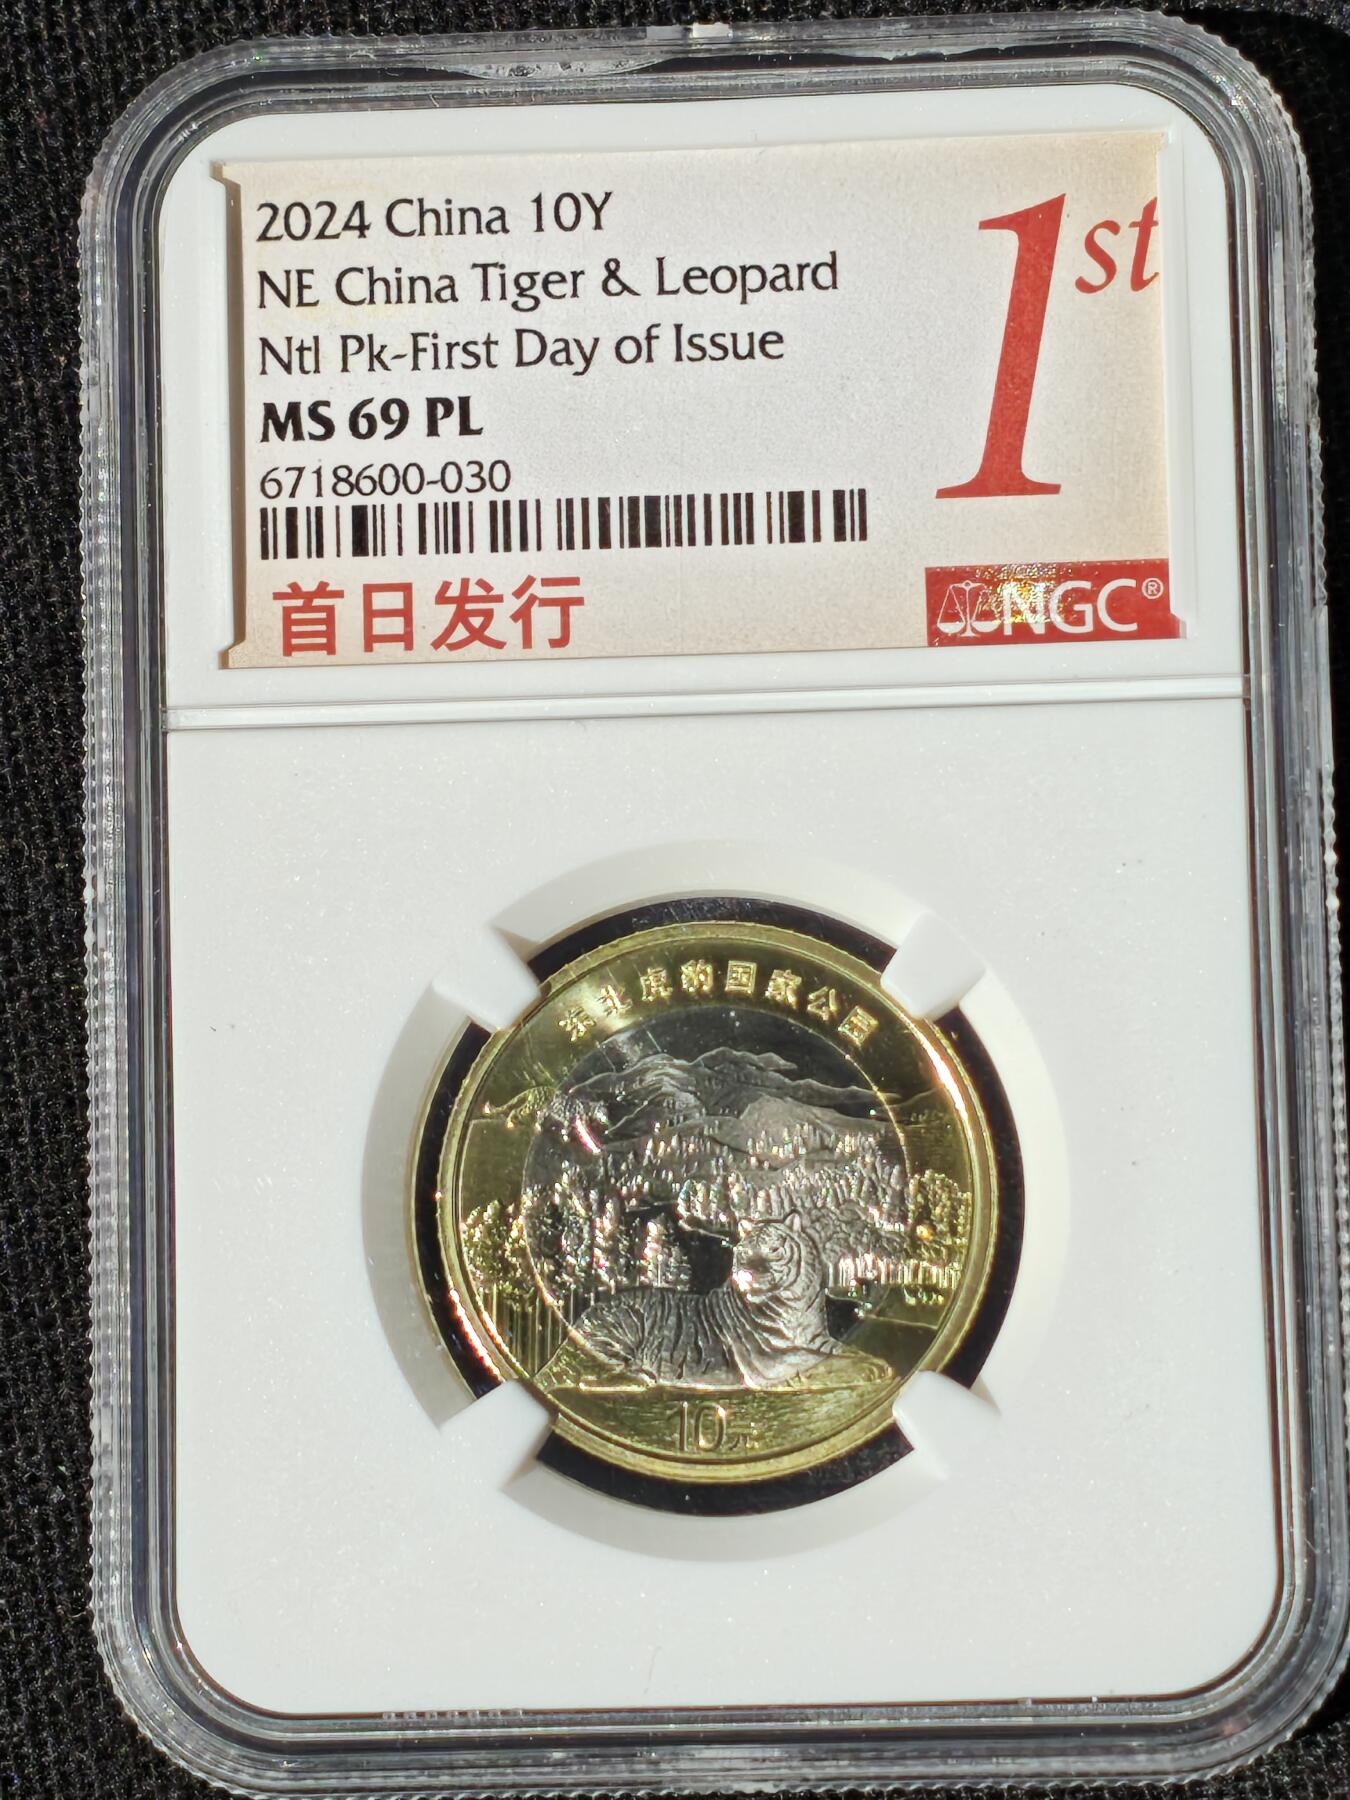 2024 China 10Y
NE China Tiger & Leopard
Ntl Pk-First Day of Issue
MS 69 PL
6718600-030
首日发行
1st
NGC®
东北虎豹国家公园
10元